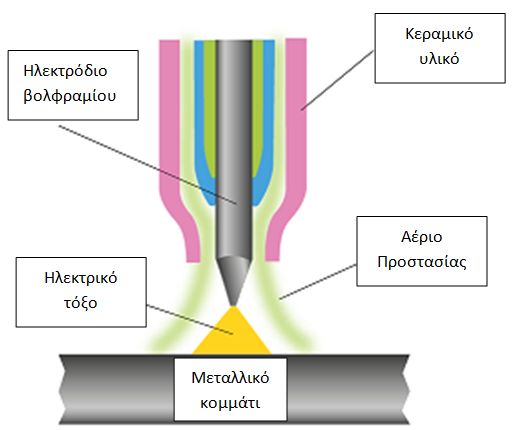 Κεραμικό
υλικό
Ηλεκτρόδιο
βολφραμίου
Αέριο
Προστασίας
Ηλεκτρικό
τόξο
Μεταλλικό
κομμάτι